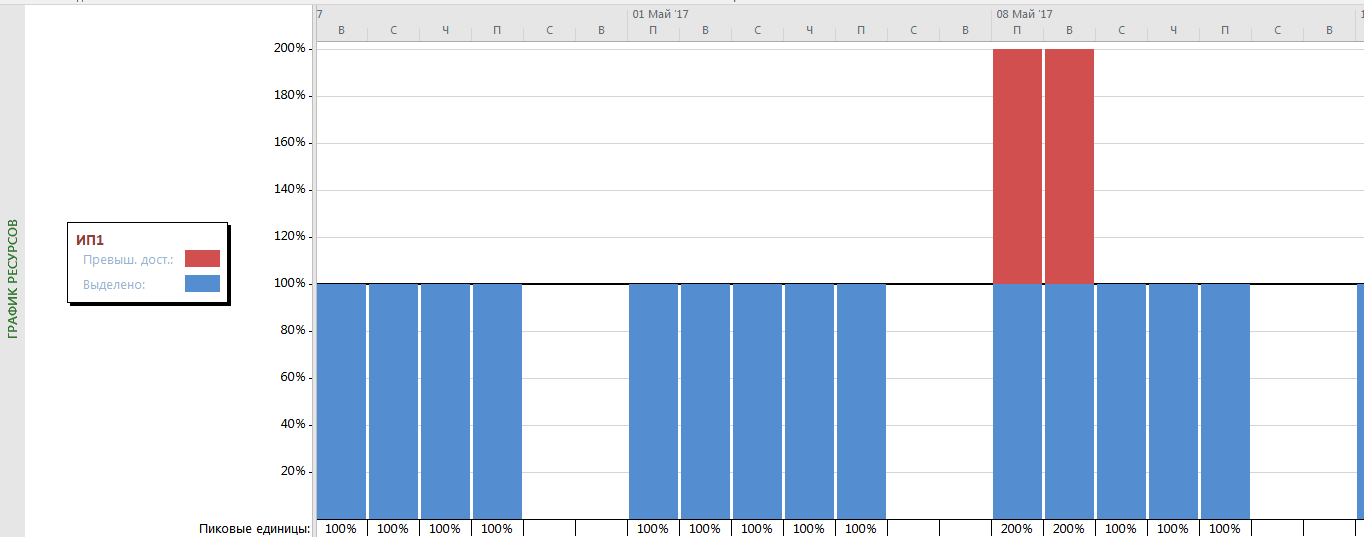 7 01 Май '17 08 Май '17 1
В С Ч П С В П В С Ч П С В П В С Ч П С В
200%
180%
160%
140%
120%
100%
80%
60%
40%
20%
ГРАФИК РЕСУРСОВ
ИП1
Превыш. дост.:
Выделено:
Пиковые единицы: 100% 100% 100% 100% 100% 100% 100% 100% 100% 200% 200% 100% 100% 100%